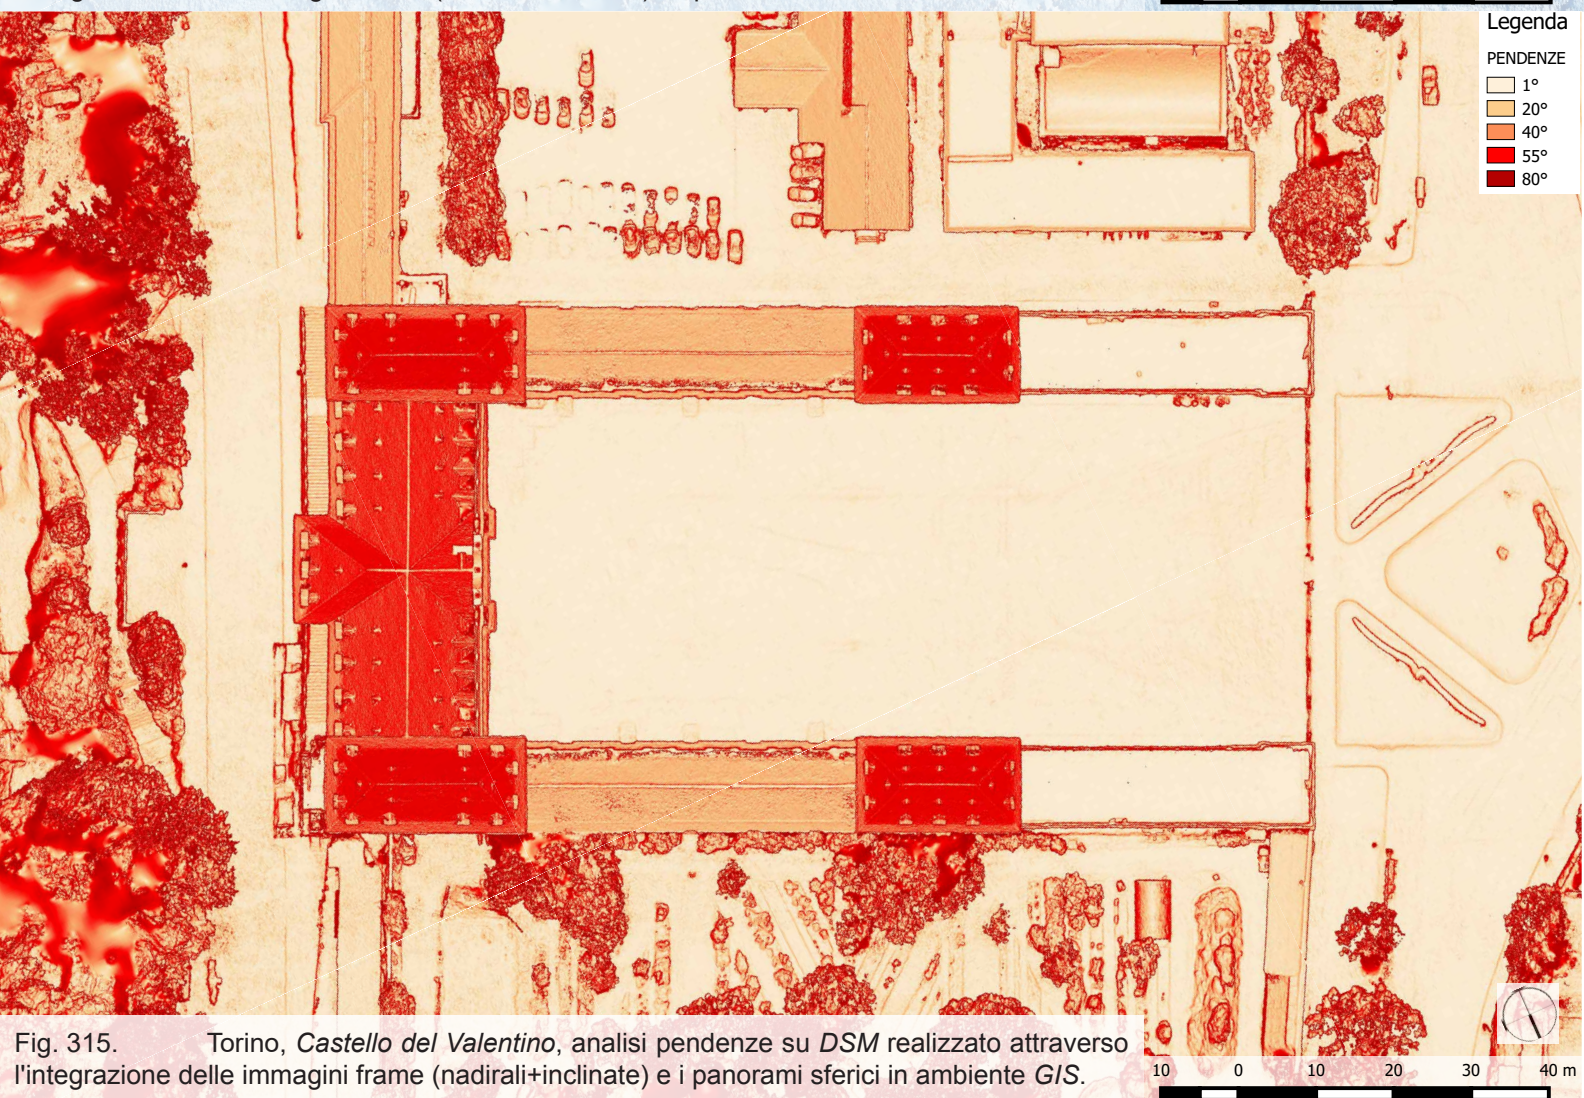 Legenda
PENDENZE
1°
20°
40°
55°
80°
Fig. 315. Torino, Castello del Valentino, analisi pendenze su DSM realizzato attraverso
l'integrazione delle immagini frame (nadirali+inclinate) e i panorami sferici in ambiente GIS.
10 0 10 20 30 40 m